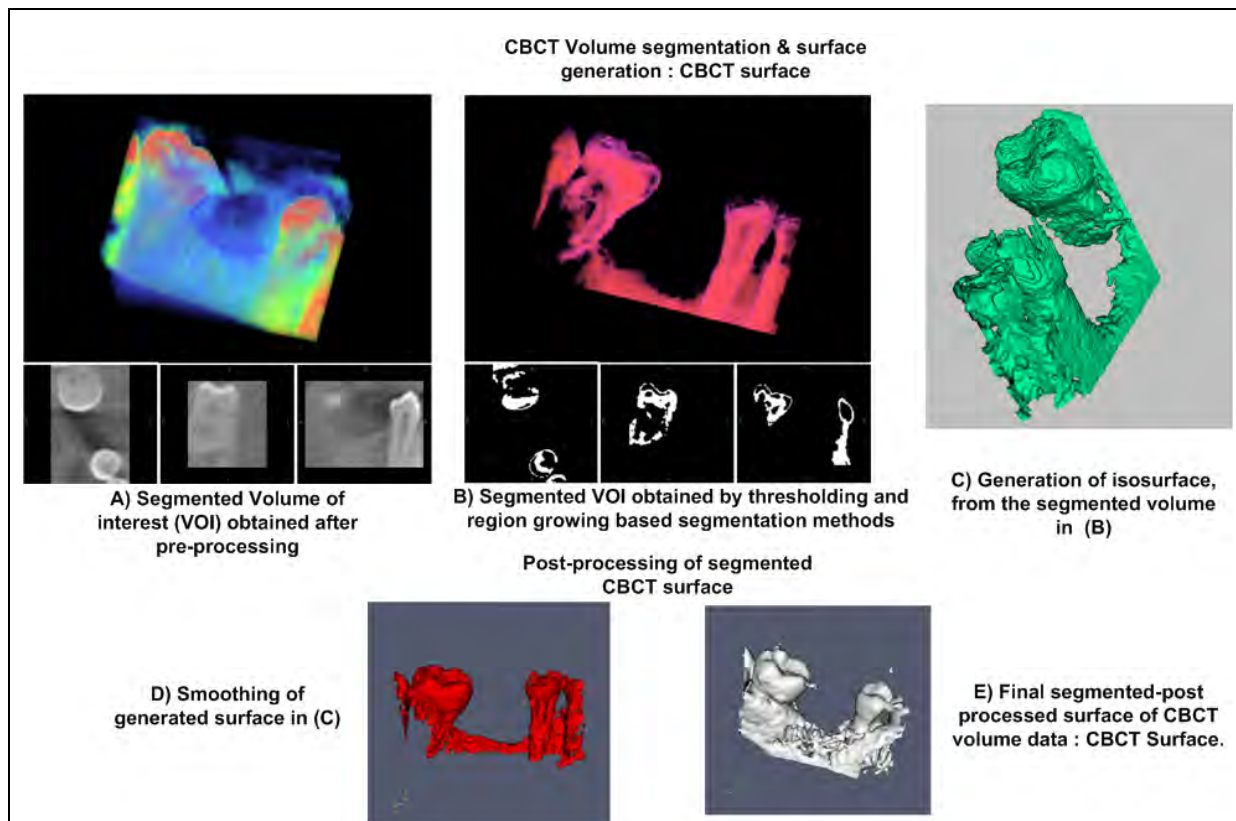 CBCT Volume segmentation & surface
generation : CBCT surface
A) Segmented Volume of
interest (VOI) obtained after
pre-processing
B) Segmented VOI obtained by thresholding and
region growing based segmentation methods
C) Generation of isosurface,
from the segmented volume
in (B)
Post-processing of segmented
CBCT surface
D) Smoothing of
generated surface in (C)
E) Final segmented-post
processed surface of CBCT
volume data : CBCT Surface.